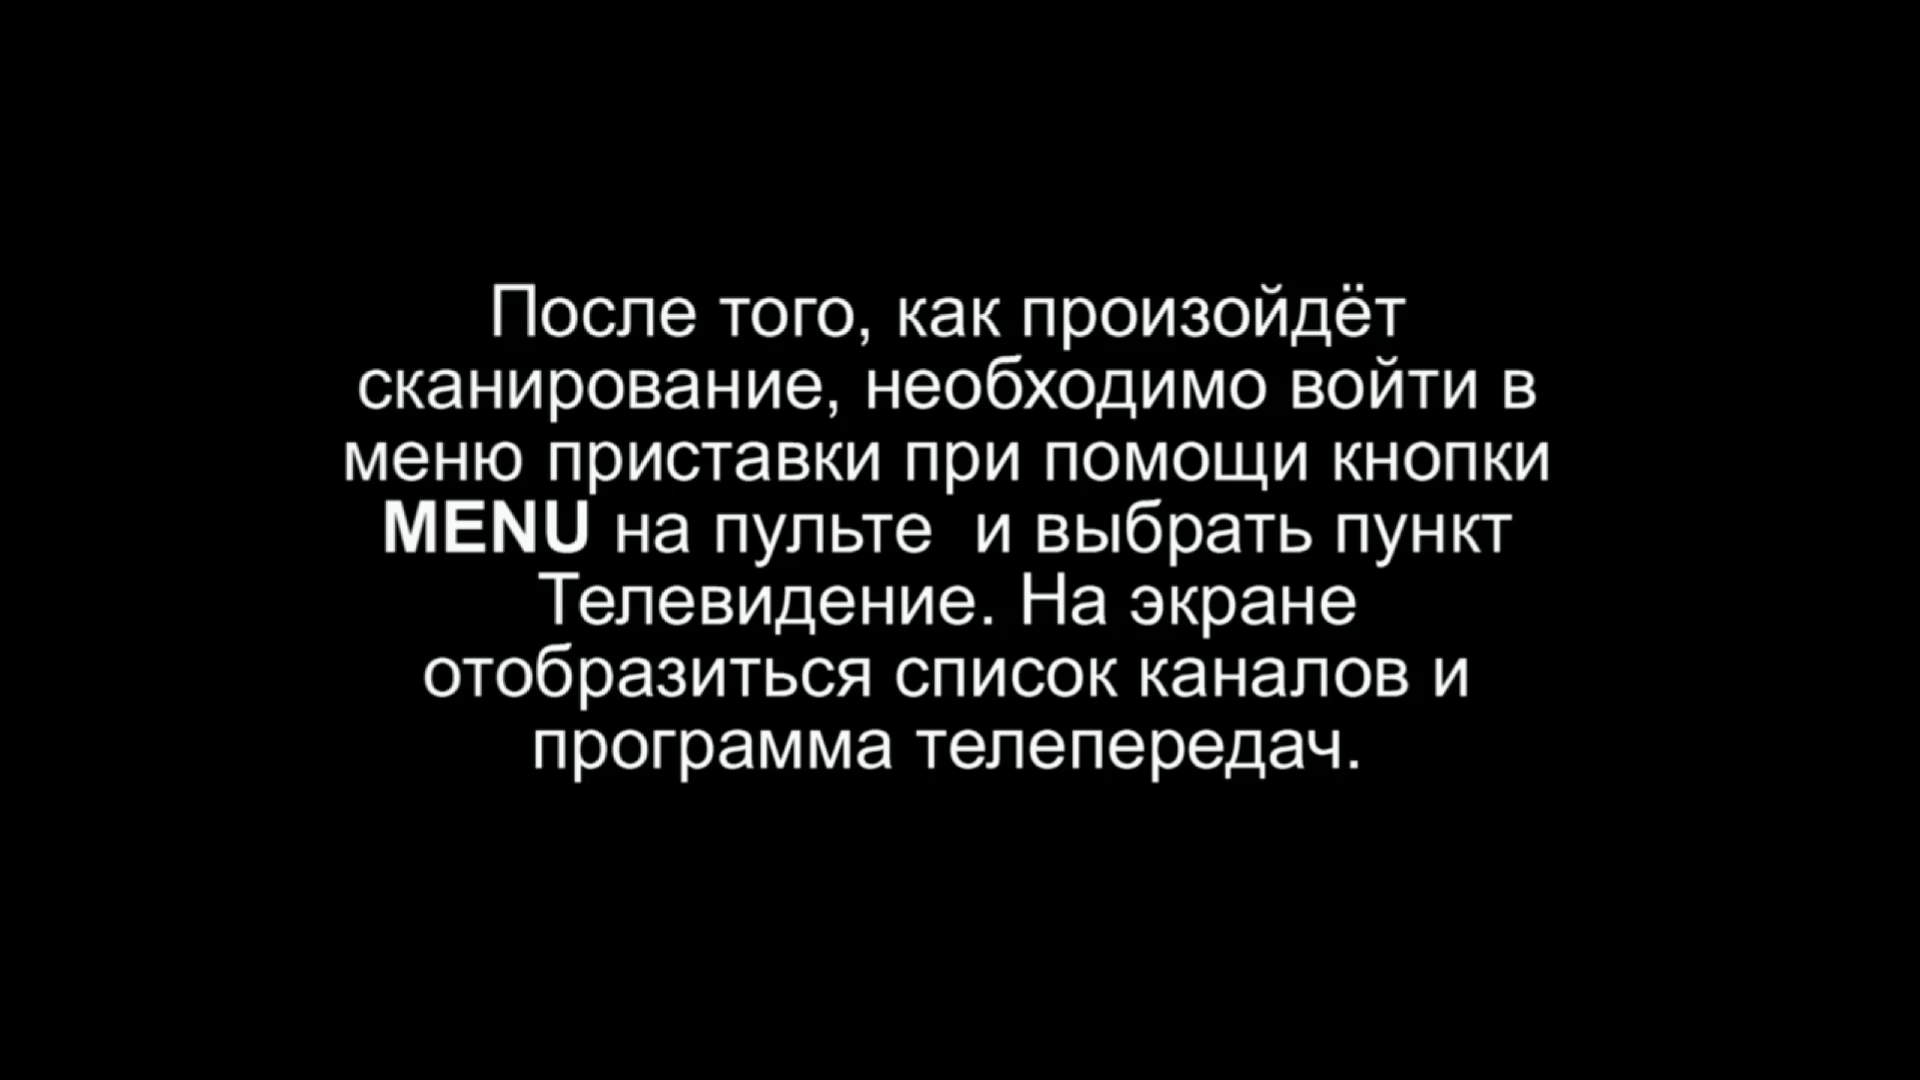 После того, как произойдёт
сканирование, необходимо войти в
меню приставки при помощи кнопки
MENU на пульте  и выбрать пункт
Телевидение. На экране
отобразиться список каналов и
программа телепередач.